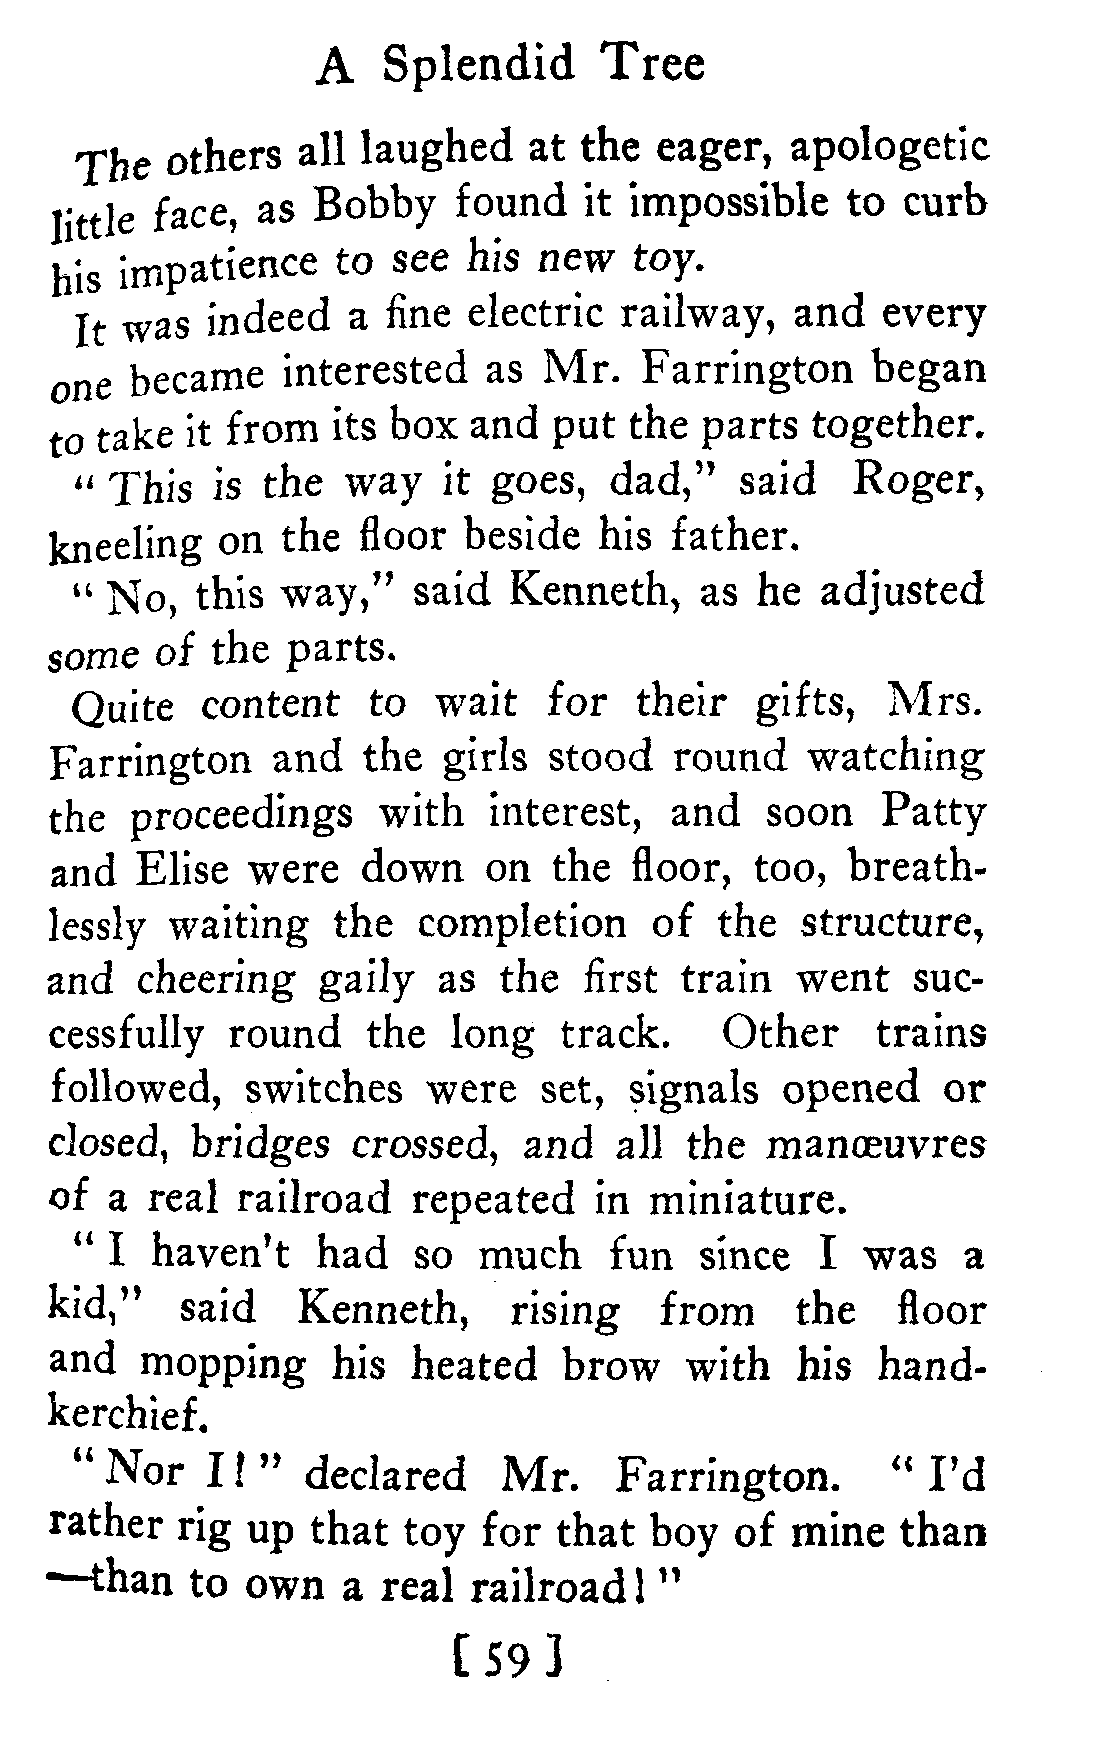 A Splendid Tree
The others all laughed at the eager, apologetic
little face, as Bobby found it impossible to curb
his impatience to see his new toy.
It was indeed a fine electric railway, and every
one became interested as Mr. Farrington began
to take it from its box and put the parts together.
" This is the way it goes, dad," said Roger,
kneeling on the floor beside his father.
" No, this way," said Kenneth, as he adjusted
some of the parts.
Quite content to wait for their gifts, Mrs.
Farrington and the girls stood round watching
the proceedings with interest, and soon Patty
and Elise were down on the floor, too, breath-
lessly waiting the completion of the structure,
and cheering gaily as the first train went suc-
cessfully round the long track. Other trains
followed, switches were set, signals opened or
closed, bridges crossed, and all the manœuvres
of a real railroad repeated in miniature.
" I haven't had so much fun since I was a
kid," said Kenneth, rising from the floor
and mopping his heated brow with his hand-
kerchief.
" Nor I! " declared Mr. Farrington. " I'd
rather rig up that toy for that boy of mine than
—than to own a real railroad! "
[ 59 ]